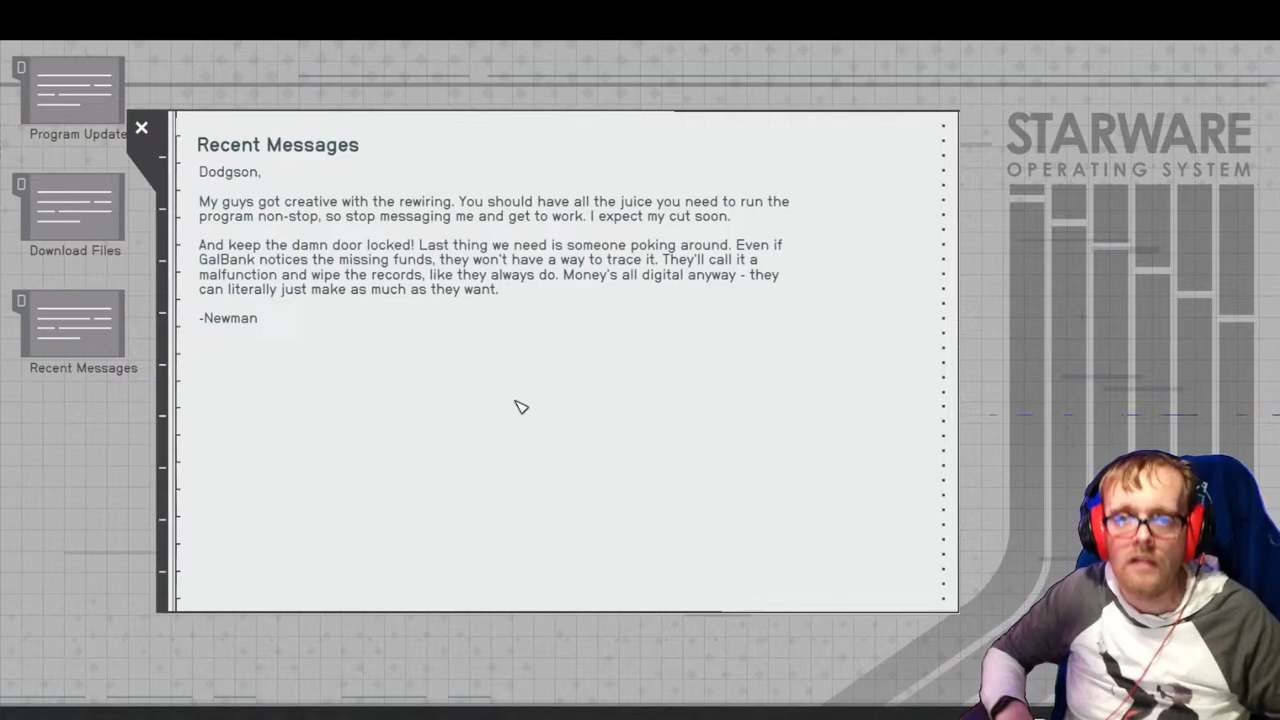 Program Update
Download Files
Recent Messages
Recent Messages
Dodgson,
My guys got creative with the rewiring. You should have all the juice you need to run the
program non-stop, so stop messaging me and get to work. I expect my cut soon.
And keep the damn door locked! Last thing we need is someone poking around. Even if
GalBank notices the missing funds, they won't have a way to trace it. They'll call it a
malfunction and wipe the records, like they always do. Money's all digital anyway - they
can literally just make as much as they want.
-Newman
STARWARE
OPERATING SYSTEM